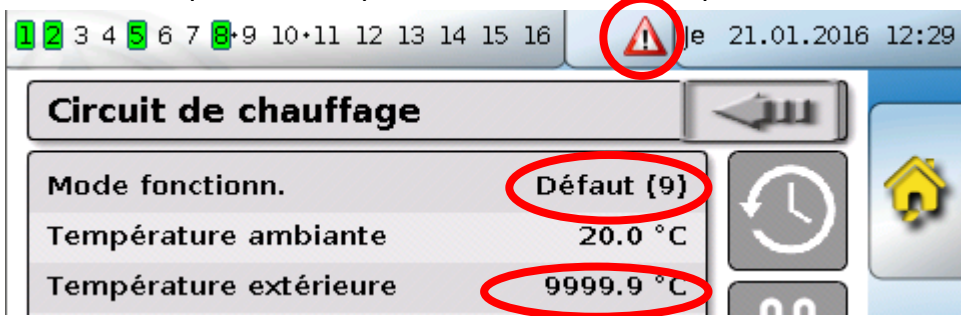 1 2 3 4 5 6 7 8·9 10·11 12 13 14 15 16 Je 21.01.2016 12:29
Circuit de chauffage
Mode fonctionn. Défaut {9}
Température ambiante 20.0 °C
Température extérieure 9999.9 °C